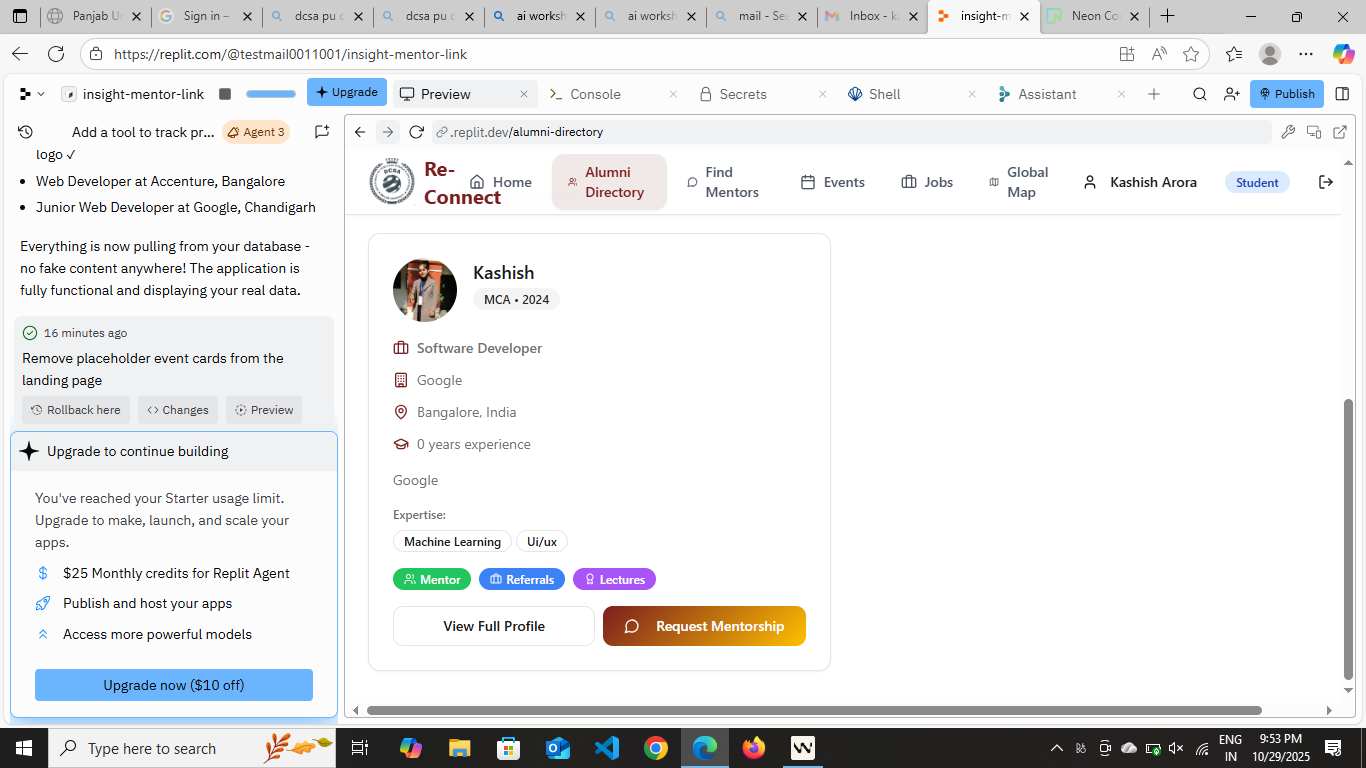 Panjab Un
Sign in –
dcsa pu c
dcsa pu c
ai worksh
ai worksh
mail - Sea
Inbox - ka
insight-m
Neon Co
https://replit.com/@testmail0011001/insight-mentor-link
insight-mentor-link
Upgrade
Preview
Console
Secrets
Shell
Assistant
Publish
Add a tool to track pr...
Agent 3
.replit.dev/alumni-directory
logo ✓
• Web Developer at Accenture, Bangalore
• Junior Web Developer at Google, Chandigarh
Everything is now pulling from your database -
no fake content anywhere! The application is
fully functional and displaying your real data.
16 minutes ago
Remove placeholder event cards from the
landing page
Rollback here
Changes
Preview
Upgrade to continue building
You've reached your Starter usage limit.
Upgrade to make, launch, and scale your
apps.
$25 Monthly credits for Replit Agent
Publish and host your apps
Access more powerful models
Upgrade now ($10 off)
DCSA
Re-
Connect
Home
Alumni
Directory
Find
Mentors
Events
Jobs
Global
Map
Kashish Arora
Student
Kashish
MCA • 2024
Software Developer
Google
Bangalore, India
0 years experience
Google
Expertise:
Machine Learning
Ui/ux
Mentor
Referrals
Lectures
View Full Profile
Request Mentorship
Type here to search
ENG
IN
9:53 PM
10/29/2025